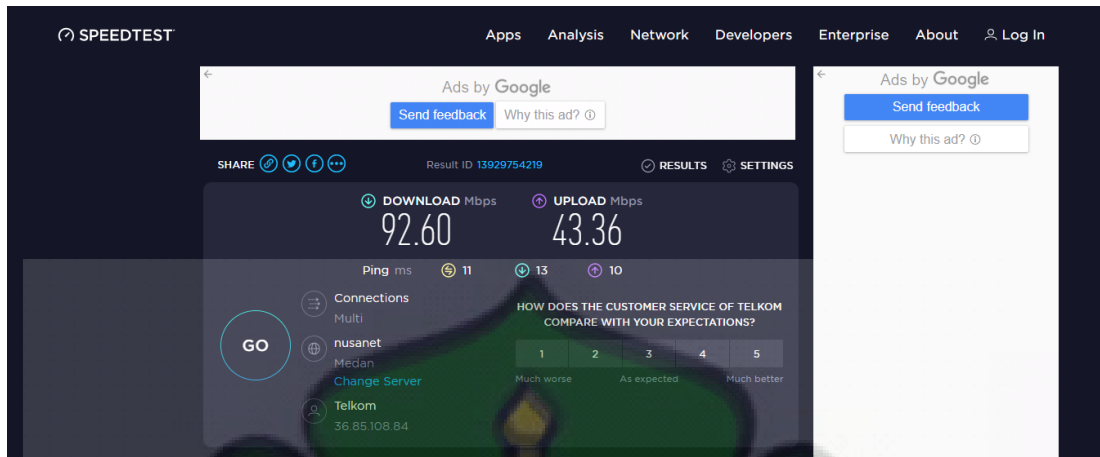 SPEEDTEST
Apps Analysis Network Developers Enterprise About Log In
Ads by Google
Send feedback Why this ad?
Ads by Google
Send feedback
Why this ad?
SHARE Result ID 13929754219 RESULTS SETTINGS
DOWNLOAD Mbps UPLOAD Mbps
92.60 43.36
Ping ms 11 13 10
GO
Connections
Multi
nusanet
Medan
Change Server
Telkom
36.85.108.84
HOW DOES THE CUSTOMER SERVICE OF TELKOM
COMPARE WITH YOUR EXPECTATIONS?
1 2 3 4 5
Much worse As expected Much better